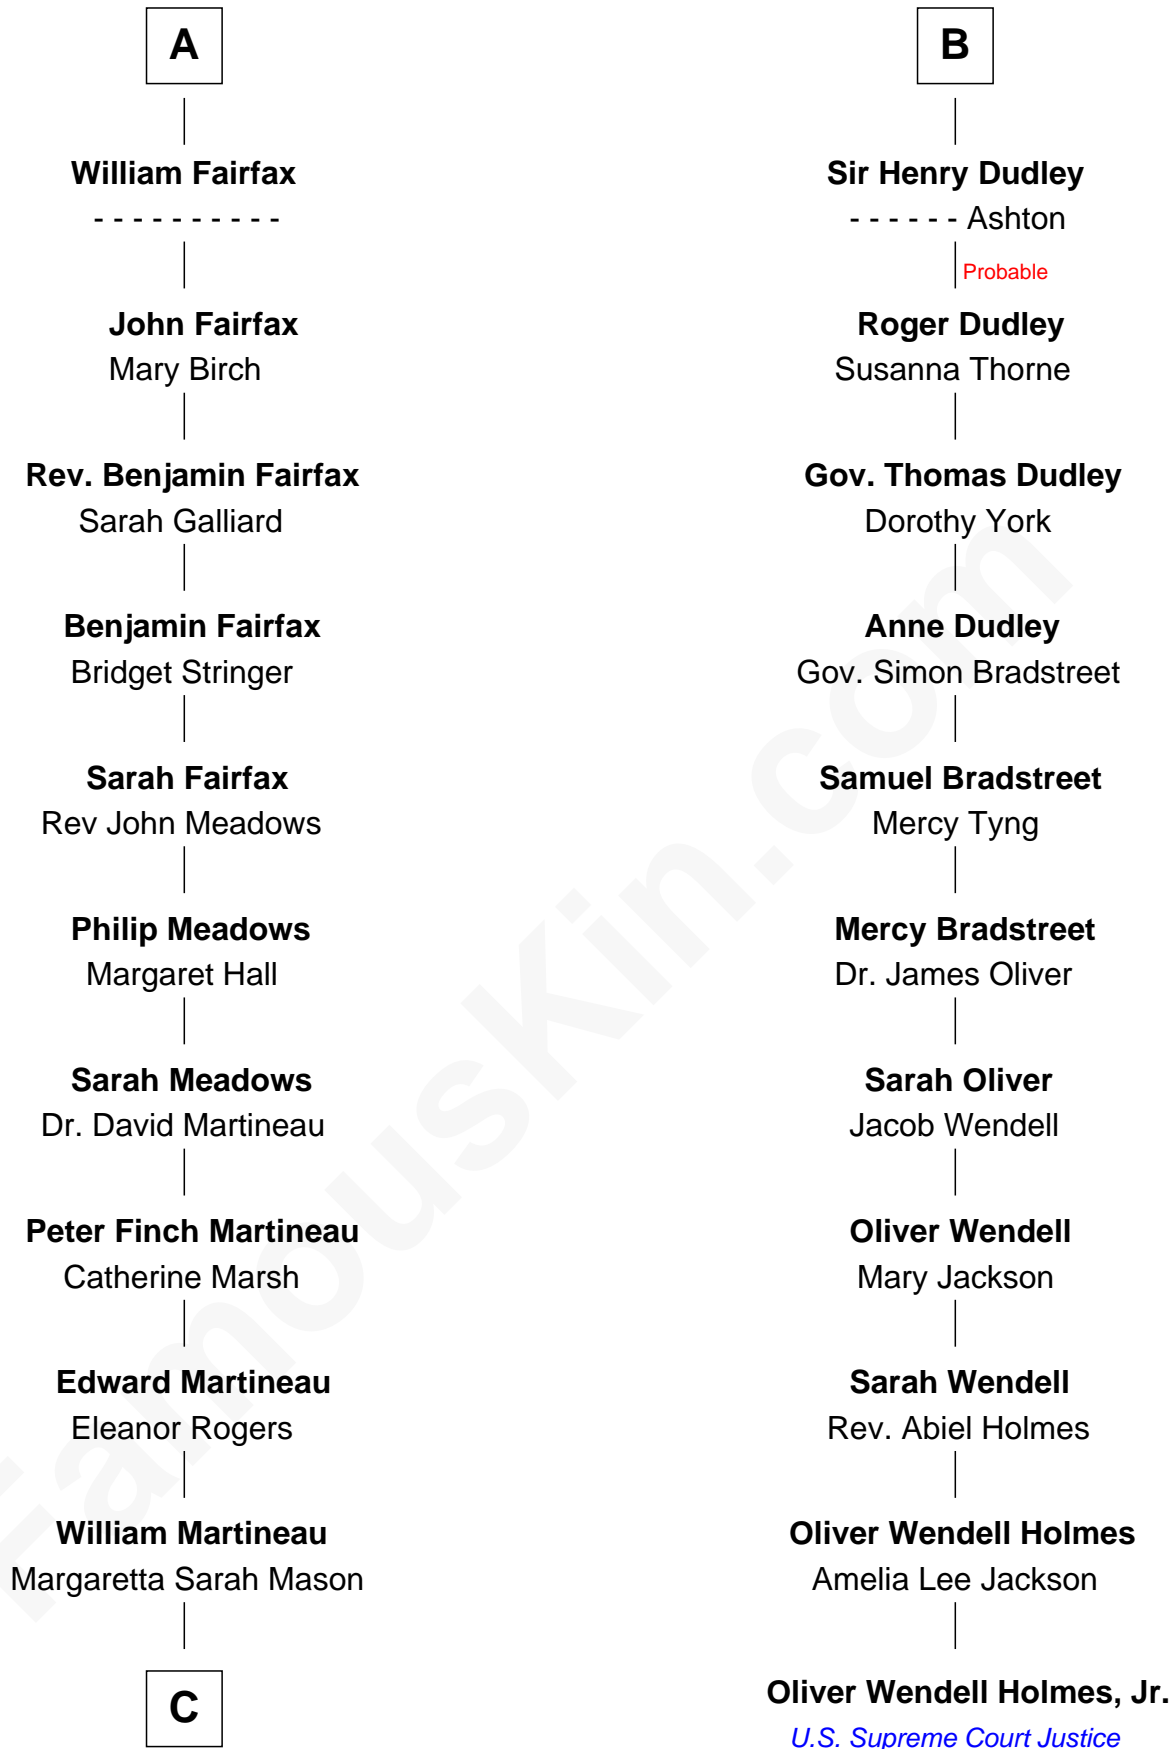 A
William Fairfax
- - - - - - - - - -
John Fairfax
Mary Birch
Rev. Benjamin Fairfax
Sarah Galliard
Benjamin Fairfax
Bridget Stringer
Sarah Fairfax
Rev John Meadows
Philip Meadows
Margaret Hall
Sarah Meadows
Dr. David Martineau
Peter Finch Martineau
Catherine Marsh
Edward Martineau
Eleanor Rogers
William Martineau
Margaretta Sarah Mason
C
B
Sir Henry Dudley
- - - - - - Ashton
Probable
Roger Dudley
Susanna Thorne
Gov. Thomas Dudley
Dorothy York
Anne Dudley
Gov. Simon Bradstreet
Samuel Bradstreet
Mercy Tyng
Mercy Bradstreet
Dr. James Oliver
Sarah Oliver
Jacob Wendell
Oliver Wendell
Mary Jackson
Sarah Wendell
Rev. Abiel Holmes
Oliver Wendell Holmes
Amelia Lee Jackson
Oliver Wendell Holmes, Jr.
U.S. Supreme Court Justice
FamousKin.com